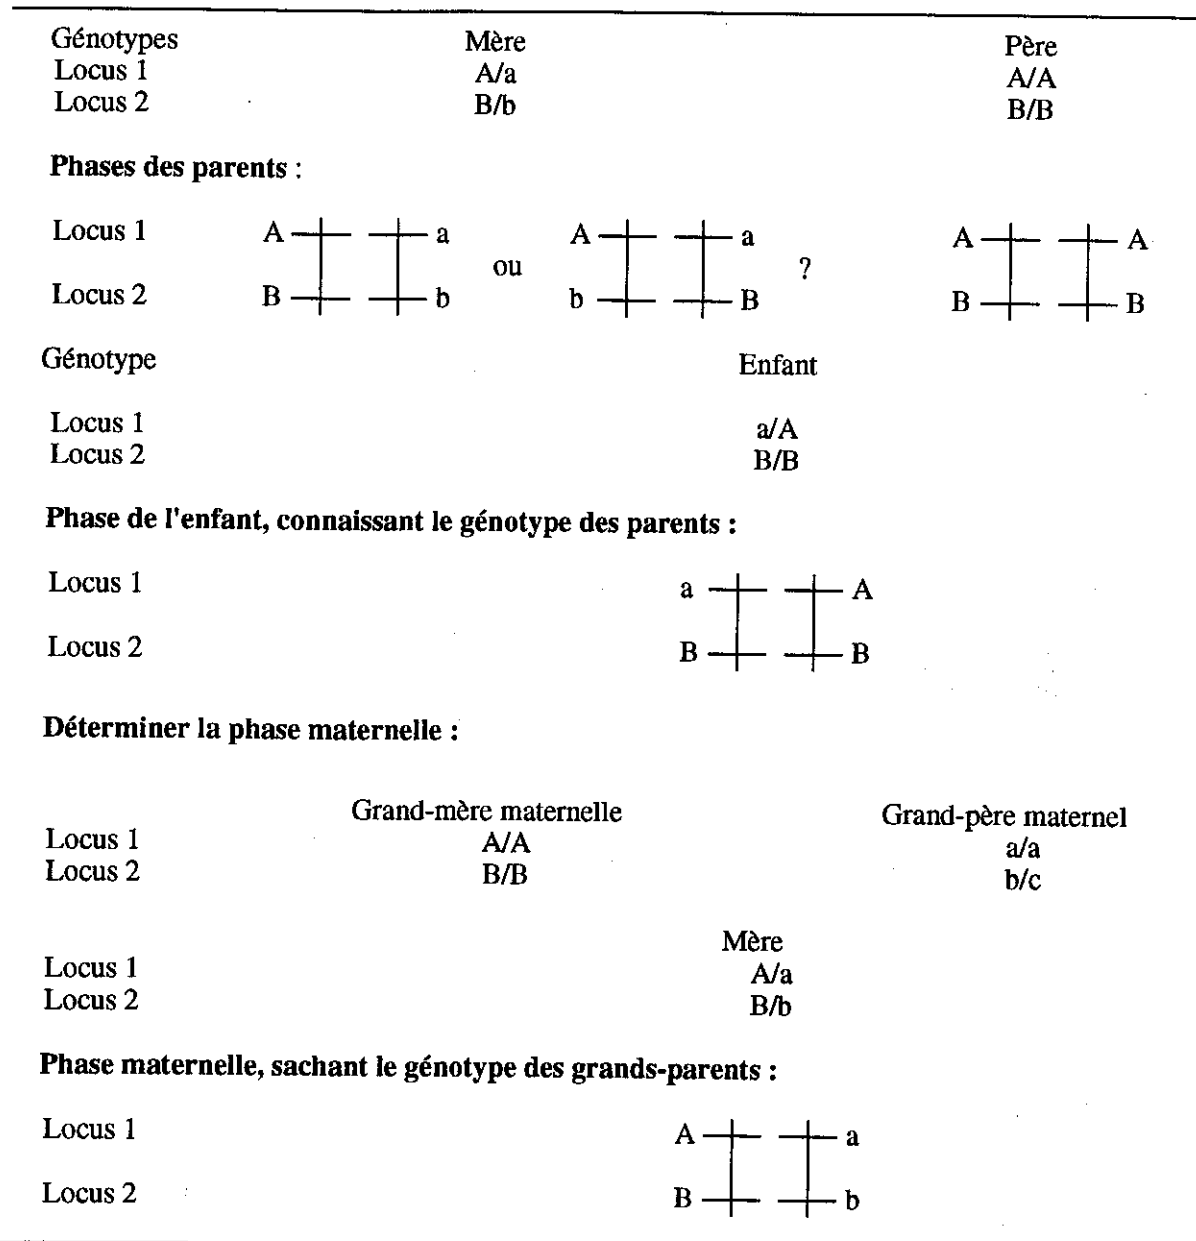 Génotypes Mère Père
Locus 1 A/a A/A
Locus 2 B/b B/B
Phases des parents :
Locus 1 A a A a A A
ou ?
Locus 2 B b b B B B
Génotype Enfant
Locus 1 a/A
Locus 2 B/B
Phase de l'enfant, connaissant le génotype des parents :
Locus 1 a A
Locus 2 B B
Déterminer la phase maternelle :
Grand-mère maternelle Grand-père maternel
Locus 1 A/A a/a
Locus 2 B/B b/c
Mère
Locus 1 A/a
Locus 2 B/b
Phase maternelle, sachant le génotype des grands-parents :
Locus 1 A a
Locus 2 B b